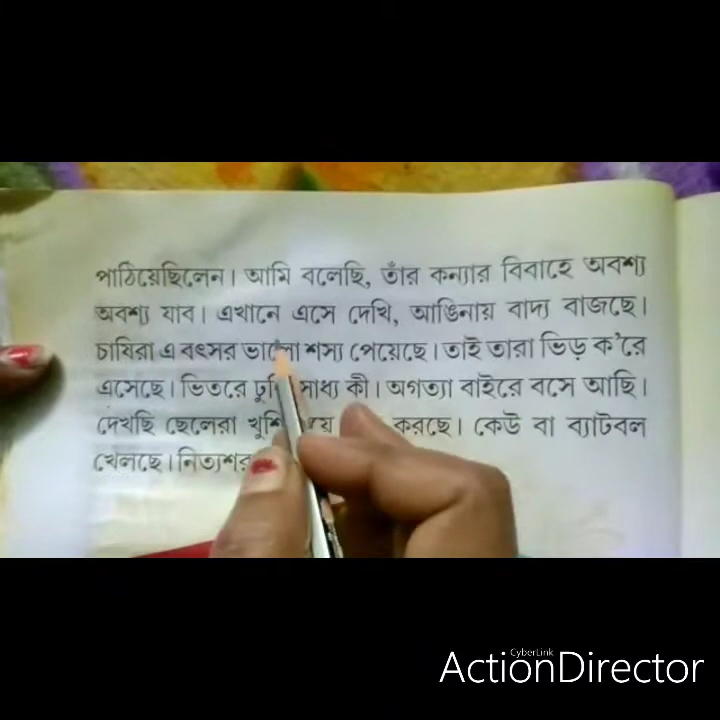 পাঠিয়েছিলেন। আমি বলেছি, তাঁর কন্যার বিবাহে অবশ্য
অবশ্য যাব। এখানে এসে দেখি, আঙিনায় বাদ্য বাজছে।
চাষিরা এ বৎসর ভালো শস্য পেয়েছে। তাই তারা ভিড় ক'রে
এসেছে। ভিতরে সাধ্য কী। অগত্যা বাইরে বসে আছি।
দেখছি ছেলেরা করছে। কেউ বা ব্যাটবল
খেলছে।
CyberLink
ActionDirector